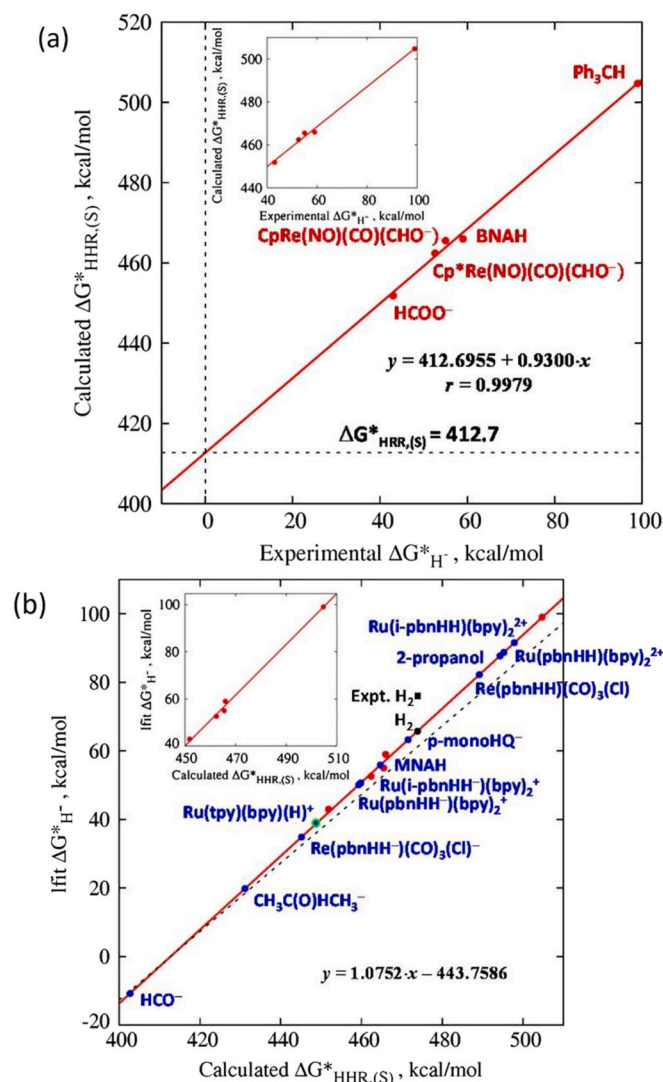 (a)
520
500
480
460
440
420
400
Calculated ΔG*HHR,(S) , kcal/mol
500
480
460
440
Calculated ΔG*HHR,(S) , kcal/mol
40 60 80 100
Experimental ΔG*H- , kcal/mol
Ph3CH
CpRe(NO)(CO)(CHO−)
BNAH
Cp*Re(NO)(CO)(CHO−)
HCOO−
y = 412.6955 + 0.9300·x
r = 0.9979
ΔG*HRR,(S) = 412.7
0 20 40 60 80 100
Experimental ΔG*H- , kcal/mol
(b)
100
80
60
40
20
0
-20
lfit ΔG*H- , kcal/mol
100
80
60
40
lfit ΔG*H- , kcal/mol
450 470 490 510
Calculated ΔG*HHR,(S) , kcal/mol
Ru(i-pbnHH)(bpy)2 2+
2-propanol
Ru(pbnHH)(bpy)2 2+
Re(pbnHH)(CO)3(Cl)
Expt. H2
H2
p-monoHQ−
MNAH
Ru(i-pbnHH−)(bpy)2+
Ru(pbnHH−)(bpy)2+
Ru(tpy)(bpy)(H)+
Re(pbnHH−)(CO)3(Cl)−
CH3C(O)HCH3−
HCO−
y = 1.0752·x − 443.7586
400 420 440 460 480 500
Calculated ΔG*HHR,(S) , kcal/mol